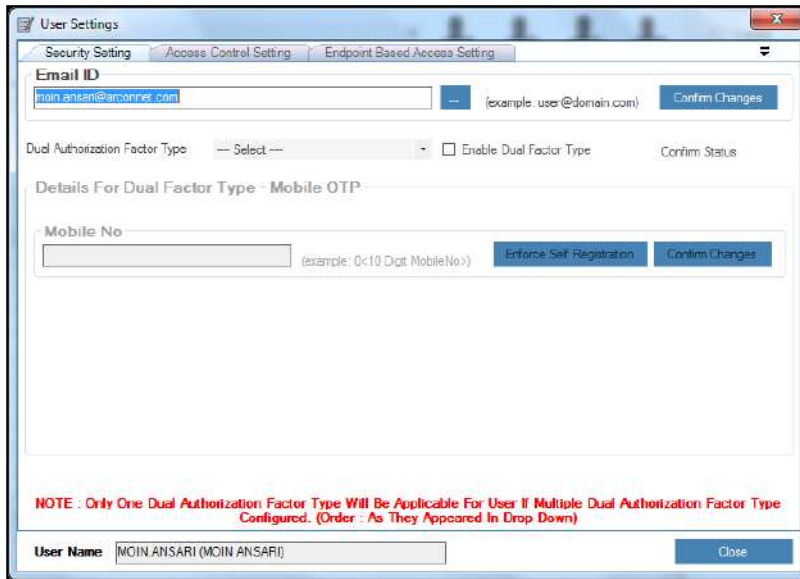 User Settings
Security Setting
Access Control Setting
Endpoint Based Access Setting
Email ID
moin.ansari@arconnet.com
...
(example: user@domain.com)
Confirm Changes
Dual Authorization Factor Type
--- Select ---
Enable Dual Factor Type
Confirm Status
Details For Dual Factor Type - Mobile OTP
Mobile No
(example: 0<10 Digit MobileNo>)
Enforce Self Registration
Confirm Changes
NOTE : Only One Dual Authorization Factor Type Will Be Applicable For User If Multiple Dual Authorization Factor Type
Configured. (Order : As They Appeared In Drop Down)
User Name
MOIN.ANSARI (MOIN ANSARI)
Close